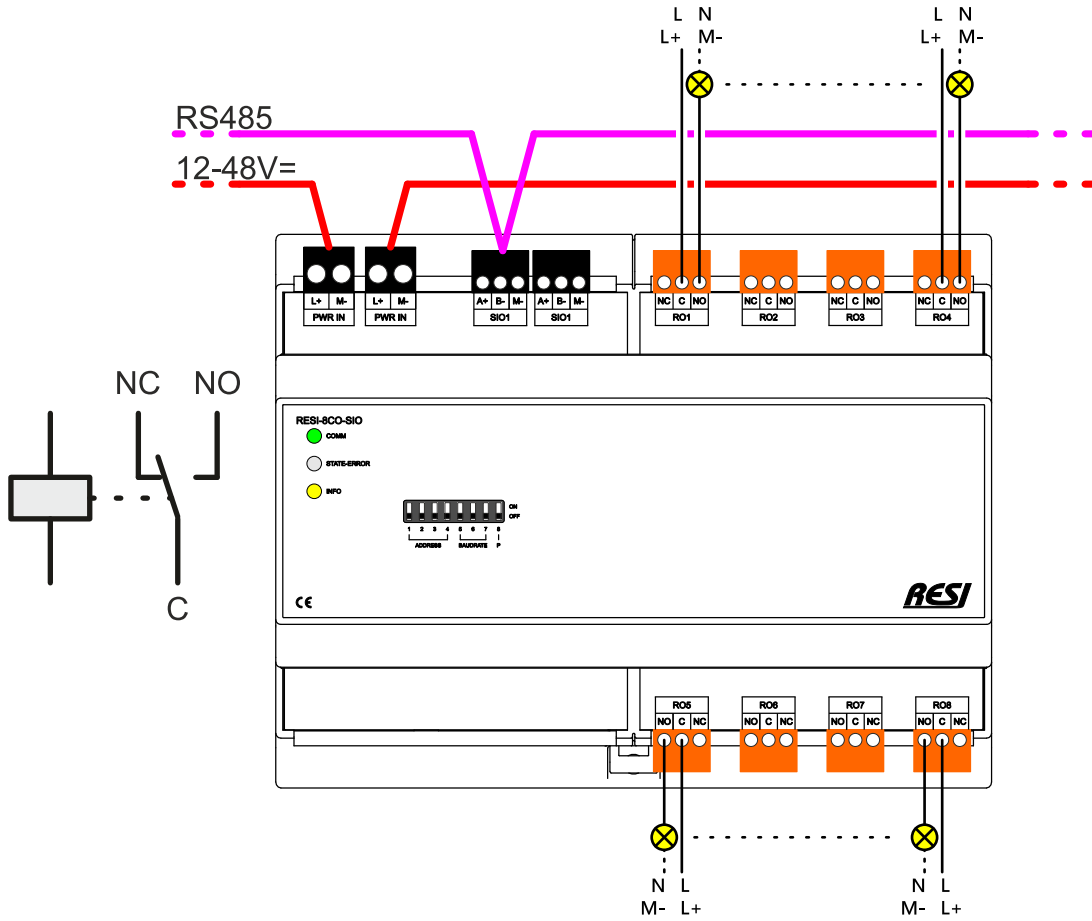 L N L N
L+ M- L+ M-
RS485
12-48V=
L+ M- L+ M- A+ B- M- A+ B- M- NC C NO NC C NO NC C NO NC C NO
PWR IN PWR IN SIO1 SIO1 RO1 RO2 RO3 RO4
NC NO
RESI-8CO-SIO
COMM
STATE-ERROR
INFO
ON
OFF
1 2 3 4 5 6 7 8
ADDRESS BAUDRATE P
C
CE RESI
RO5 RO6 RO7 RO8
NO C NC NO C NC NO C NC NO C NC
N L N L
M- L+ M- L+